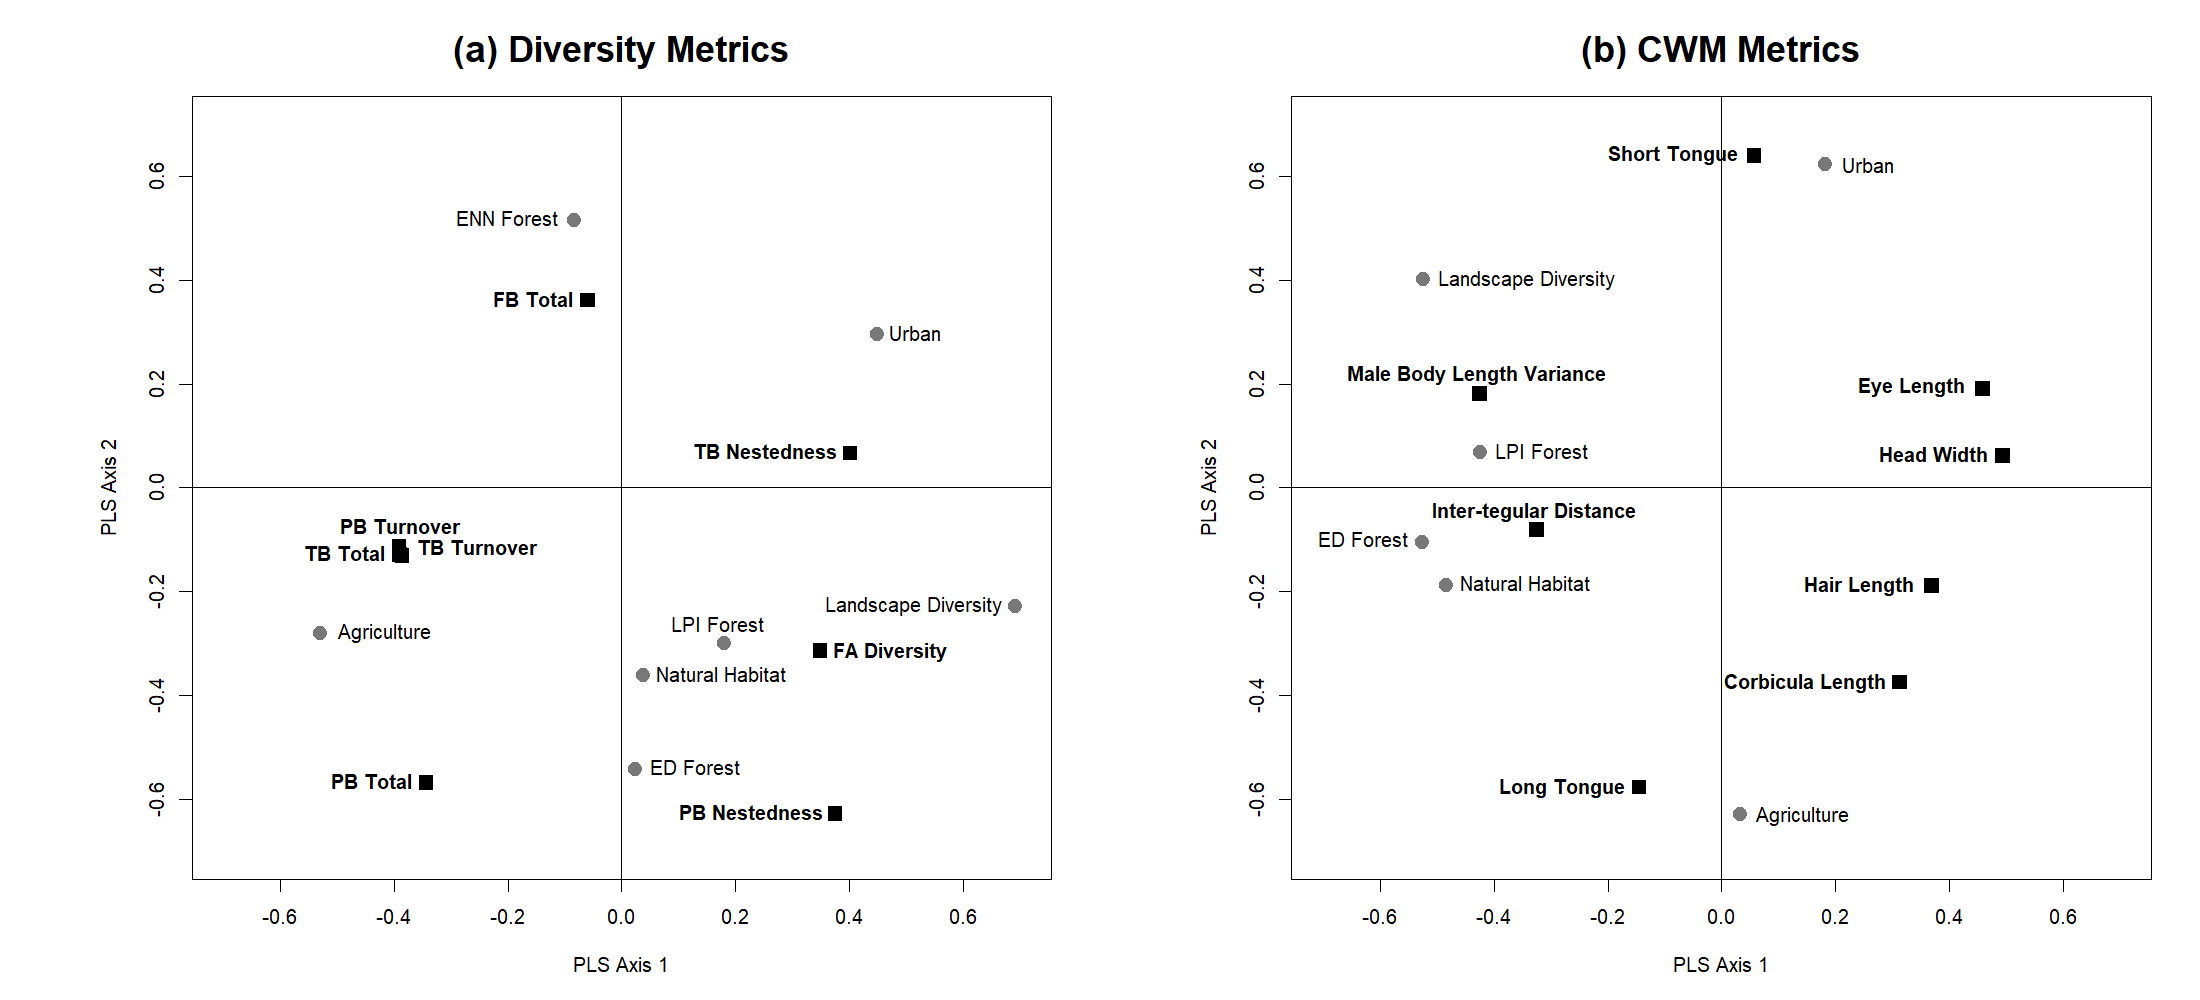 (a) Diversity Metrics
ENN Forest
FB Total
Urban
TB Nestedness
PB Turnover
TB Total
TB Turnover
Agriculture
Landscape Diversity
LPI Forest
FA Diversity
Natural Habitat
ED Forest
PB Total
PB Nestedness
PLS Axis 2
0.6
0.4
0.2
0.0
-0.2
-0.4
-0.6
-0.6
-0.4
-0.2
0.0
0.2
0.4
0.6
PLS Axis 1
(b) CWM Metrics
Short Tongue
Urban
Landscape Diversity
Male Body Length Variance
Eye Length
LPI Forest
Head Width
Inter-tegular Distance
ED Forest
Natural Habitat
Hair Length
Corbicula Length
Long Tongue
Agriculture
PLS Axis 2
0.6
0.4
0.2
0.0
-0.2
-0.4
-0.6
-0.6
-0.4
-0.2
0.0
0.2
0.4
0.6
PLS Axis 1